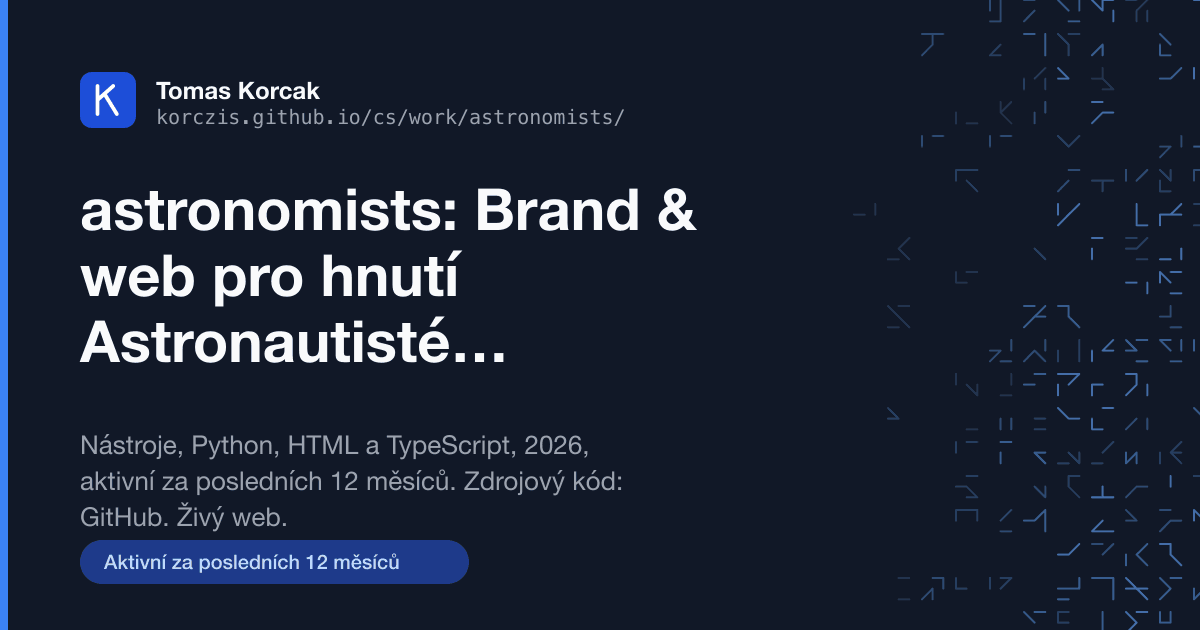 K
Tomas Korcak
korczis.github.io/cs/work/astronomists/
astronomists: Brand &
web pro hnutí
Astronautisté…
Nástroje, Python, HTML a TypeScript, 2026,
aktivní za posledních 12 měsíců. Zdrojový kód:
GitHub. Živý web.
Aktivní za posledních 12 měsíců